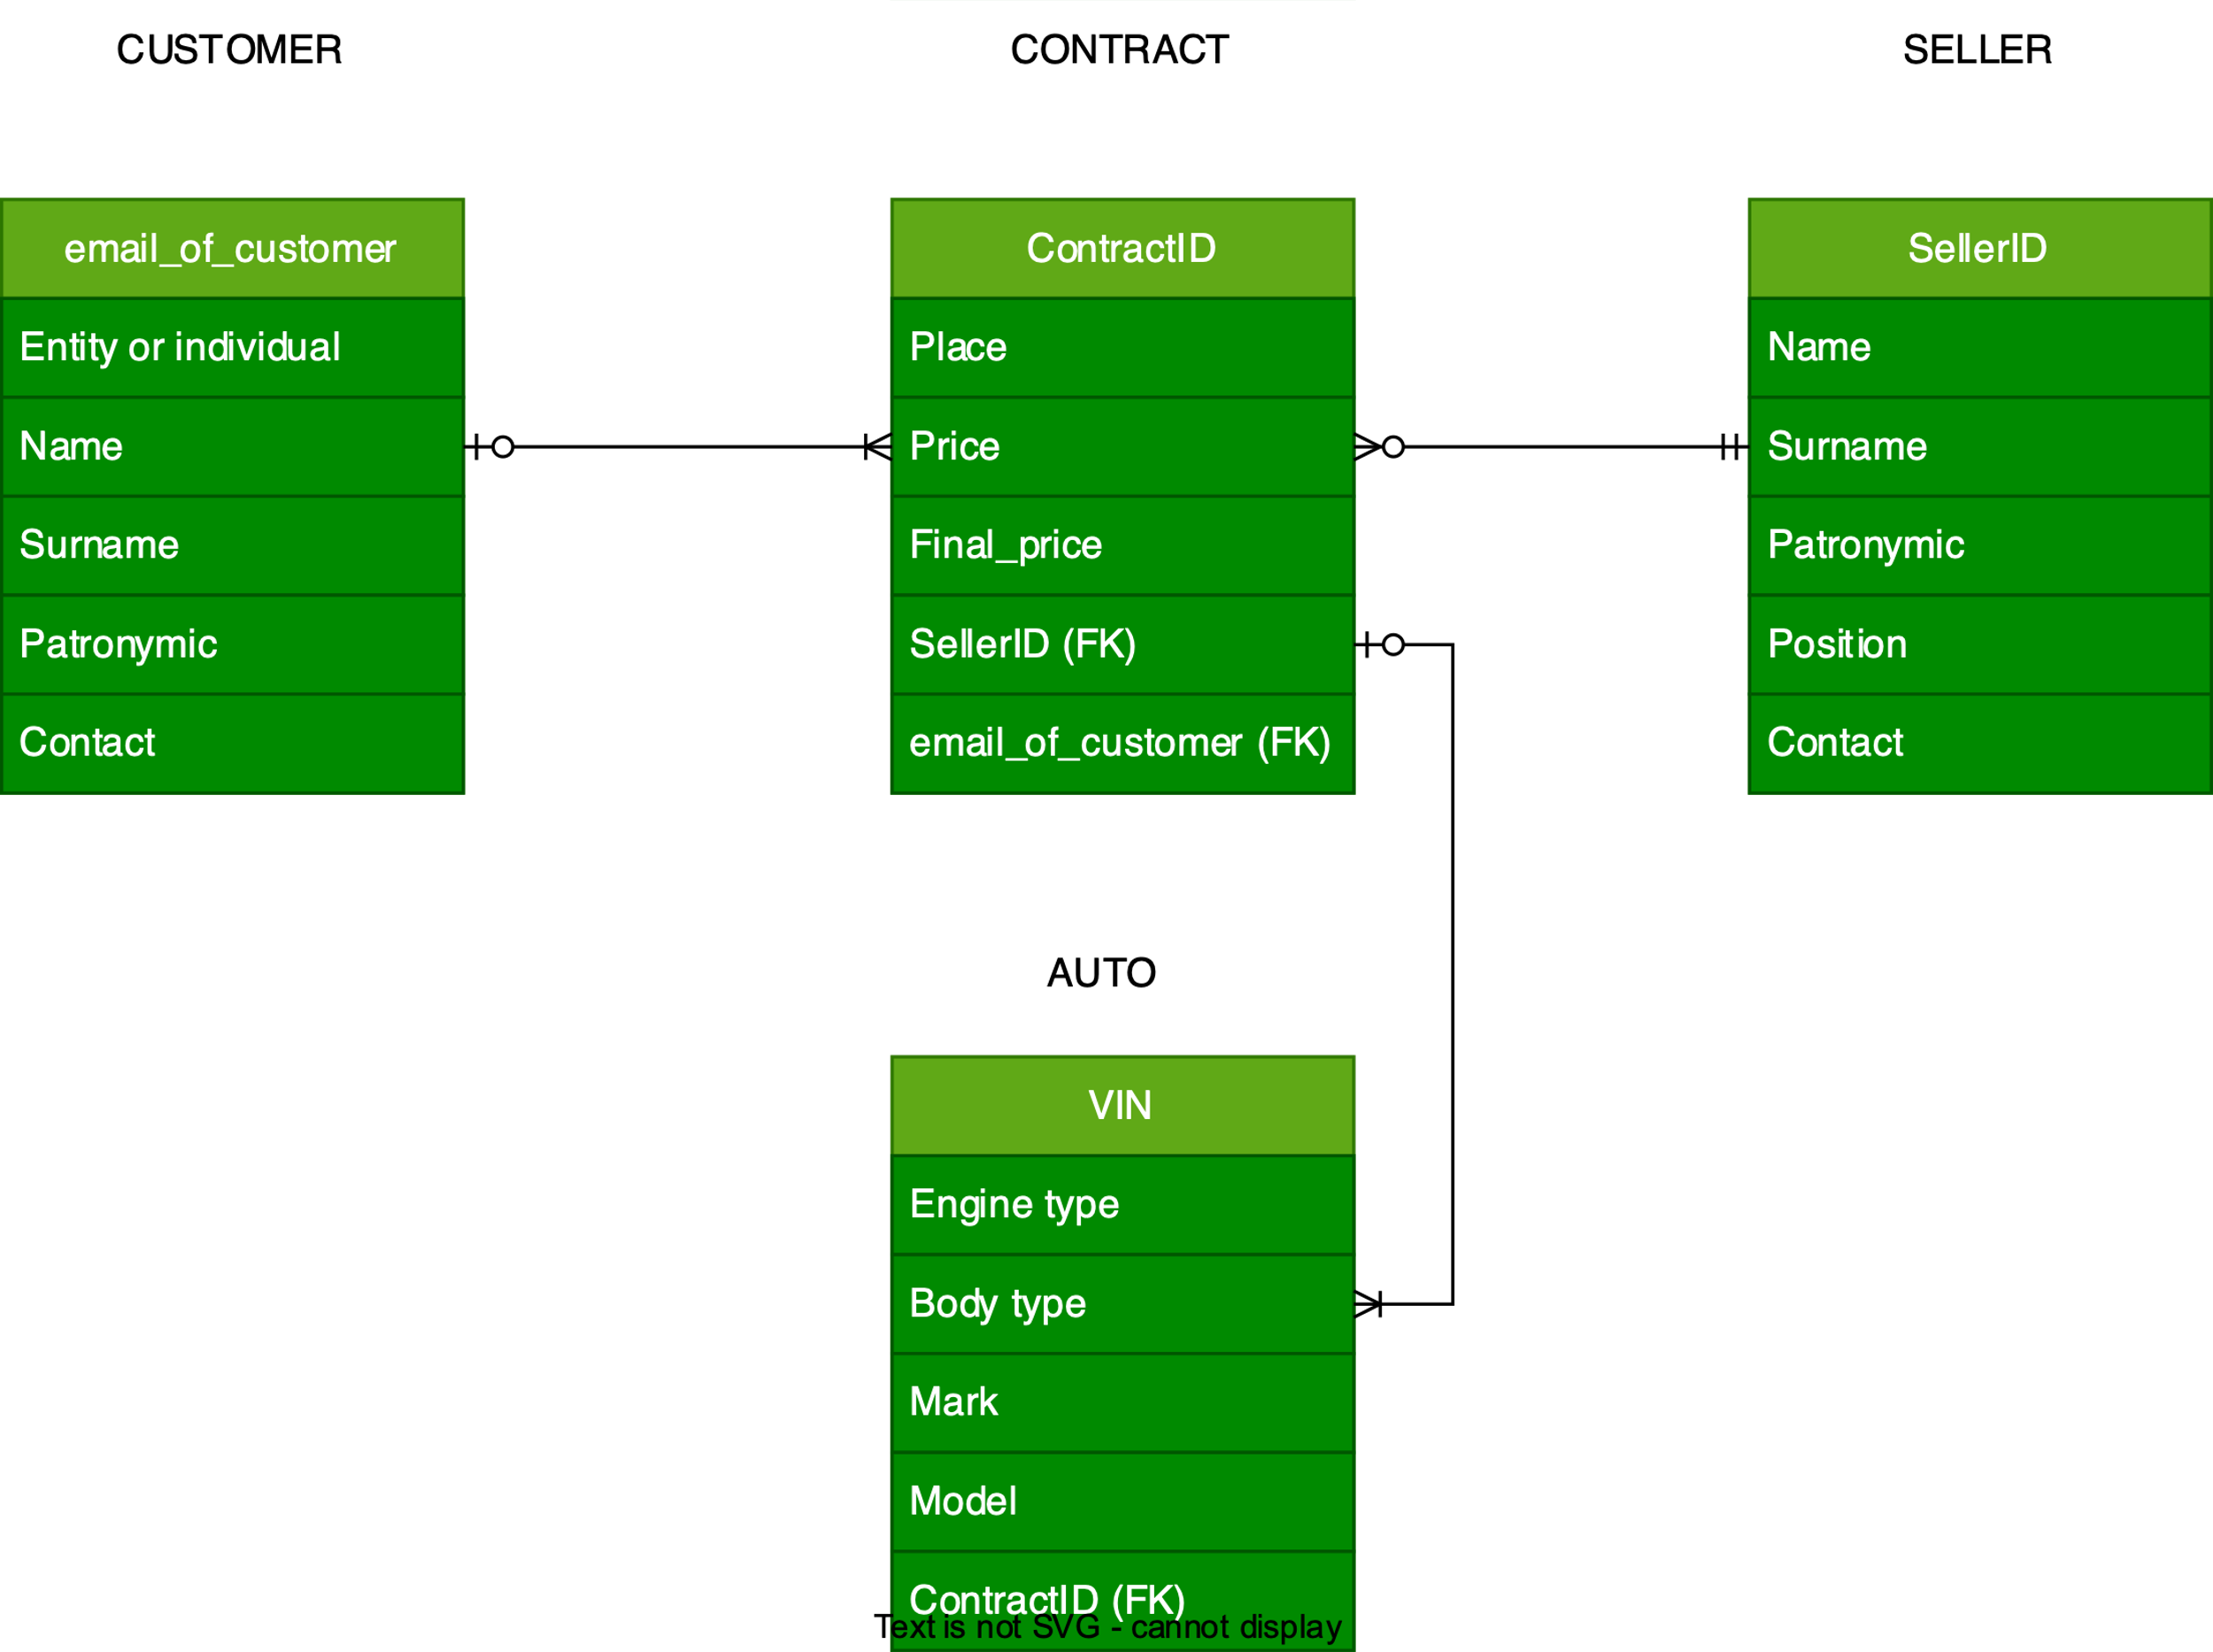 CUSTOMER
email_of_customer
Entity or individual
Name
Surname
Patronymic
Contact
CONTRACT
ContractID
Place
Price
Final_price
SellerID (FK)
email_of_customer (FK)
SELLER
SellerID
Name
Surname
Patronymic
Position
Contact
AUTO
VIN
Engine type
Body type
Mark
Model
ContractID (FK)
Text is not SVG - cannot display